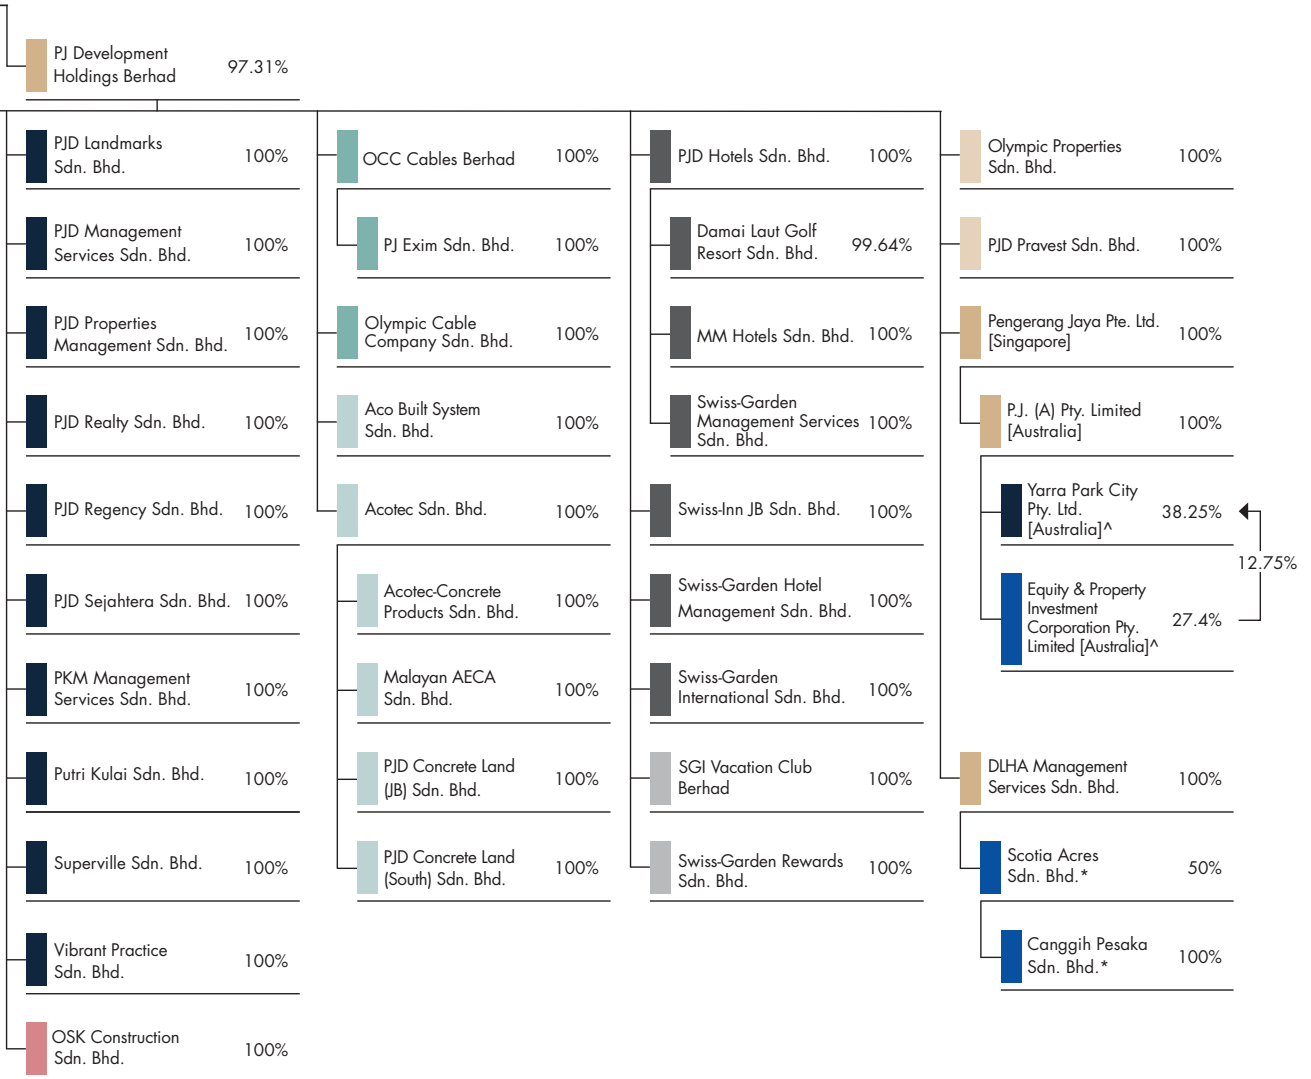 PJ Development
Holdings Berhad
97.31%
PJD Landmarks
Sdn. Bhd.
100%
PJD Management
Services Sdn. Bhd.
100%
PJD Properties
Management Sdn. Bhd.
100%
PJD Realty Sdn. Bhd.
100%
PJD Regency Sdn. Bhd.
100%
PJD Sejahtera Sdn. Bhd.
100%
PKM Management
Services Sdn. Bhd.
100%
Putri Kulai Sdn. Bhd.
100%
Superville Sdn. Bhd.
100%
Vibrant Practice
Sdn. Bhd.
100%
OSK Construction
Sdn. Bhd.
100%
OCC Cables Berhad
100%
PJ Exim Sdn. Bhd.
100%
Olympic Cable
Company Sdn. Bhd.
100%
Aco Built System
Sdn. Bhd.
100%
Acotec Sdn. Bhd.
100%
Acotec-Concrete
Products Sdn. Bhd.
100%
Malayan AECA
Sdn. Bhd.
100%
PJD Concrete Land
(JB) Sdn. Bhd.
100%
PJD Concrete Land
(South) Sdn. Bhd.
100%
PJD Hotels Sdn. Bhd.
100%
Damai Laut Golf
Resort Sdn. Bhd.
99.64%
MM Hotels Sdn. Bhd.
100%
Swiss-Garden
Management Services
Sdn. Bhd.
100%
Swiss-Inn JB Sdn. Bhd.
100%
Swiss-Garden Hotel
Management Sdn. Bhd.
100%
Swiss-Garden
International Sdn. Bhd.
100%
SGI Vacation Club
Berhad
100%
Swiss-Garden Rewards
Sdn. Bhd.
100%
Olympic Properties
Sdn. Bhd.
100%
PJD Pravest Sdn. Bhd.
100%
Pengerang Jaya Pte. Ltd.
[Singapore]
100%
P.J. (A) Pty. Limited
[Australia]
100%
Yarra Park City
Pty. Ltd.
[Australia]^
38.25%
12.75%
Equity & Property
Investment
Corporation Pty.
Limited [Australia]^
27.4%
DLHA Management
Services Sdn. Bhd.
100%
Scotia Acres
Sdn. Bhd.*
50%
Canggih Pesaka
Sdn. Bhd.*
100%